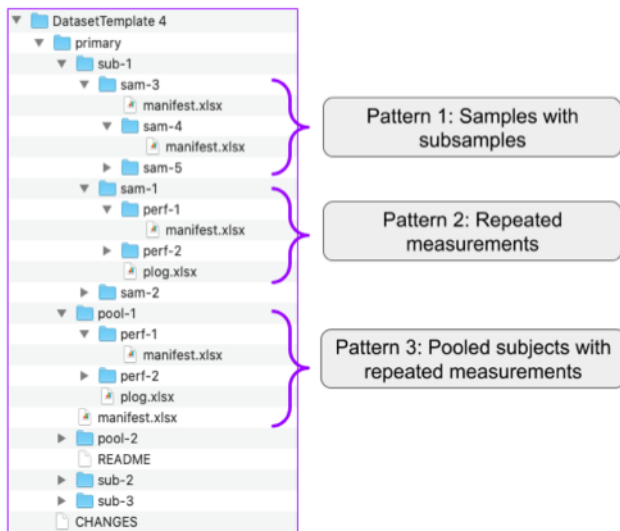 DatasetTemplate 4
primary
sub-1
sam-3
manifest.xlsx
sam-4
manifest.xlsx
sam-5
sam-1
perf-1
manifest.xlsx
perf-2
plog.xlsx
sam-2
pool-1
perf-1
manifest.xlsx
perf-2
plog.xlsx
manifest.xlsx
pool-2
README
sub-2
sub-3
CHANGES
Pattern 1: Samples with
subsamples
Pattern 2: Repeated
measurements
Pattern 3: Pooled subjects with
repeated measurements